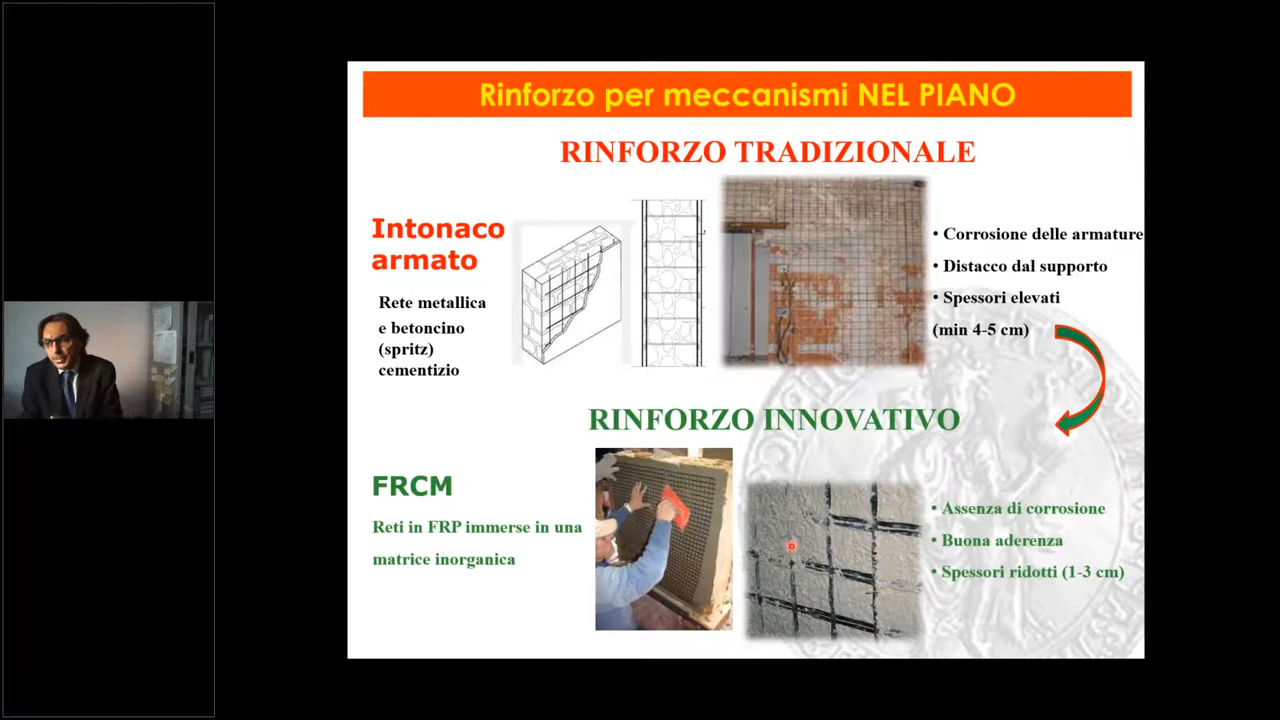 Rinforzo per meccanismi NEL PIANO
RINFORZO TRADIZIONALE
Intonaco
armato
Rete metallica
e betoncino
(spritz)
cementizio
• Corrosione delle armature
• Distacco dal supporto
• Spessori elevati
(min 4-5 cm)
RINFORZO INNOVATIVO
FRCM
Reti in FRP immerse in una
matrice inorganica
• Assenza di corrosione
• Buona aderenza
• Spessori ridotti (1-3 cm)